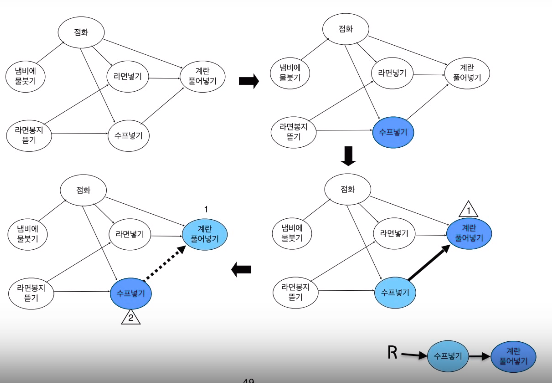 점화
냄비에
물붓기
라면넣기
계란
풀어넣기
라면봉지
뜯기
수프넣기
점화
냄비에
물붓기
라면넣기
계란
풀어넣기
라면봉지
뜯기
수프넣기
점화
1
냄비에
물붓기
라면넣기
계란
풀어넣기
라면봉지
뜯기
수프넣기
2
점화
1
냄비에
물붓기
라면넣기
계란
풀어넣기
라면봉지
뜯기
수프넣기
R
수프넣기
계란
풀어넣기